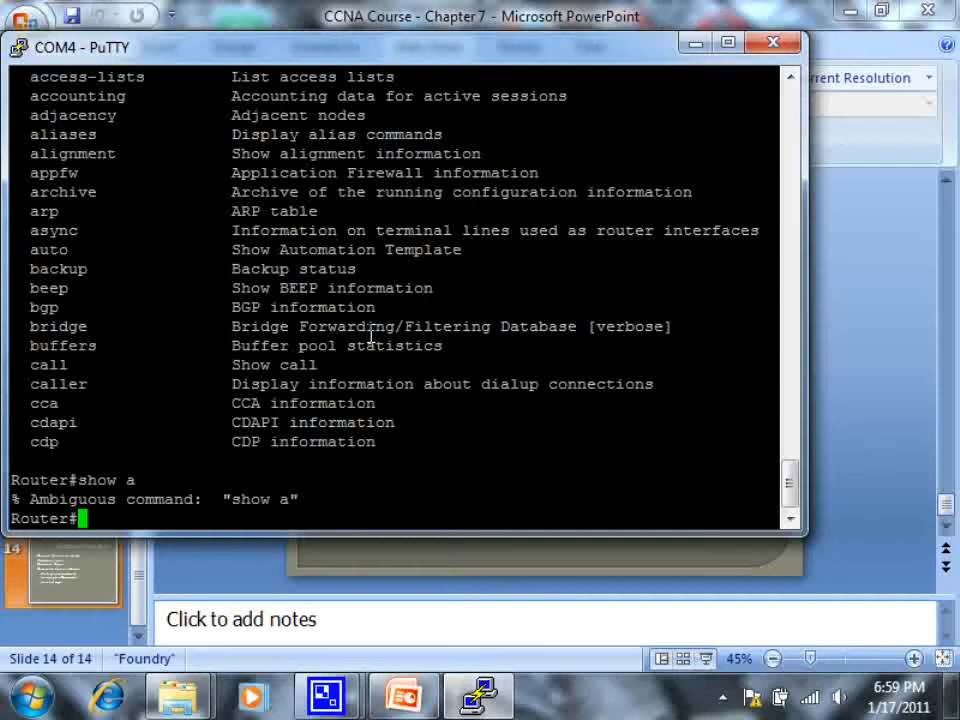 CCNA Course - Chapter 7 - Microsoft PowerPoint
COM4 - PuTTY
rrent Resolution
access-lists List access lists
accounting Accounting data for active sessions
adjacency Adjacent nodes
aliases Display alias commands
alignment Show alignment information
appfw Application Firewall information
archive Archive of the running configuration information
arp ARP table
async Information on terminal lines used as router interfaces
auto Show Automation Template
backup Backup status
beep Show BEEP information
bgp BGP information
bridge Bridge Forwarding/Filtering Database [verbose]
buffers Buffer pool statistics
call Show call
caller Display information about dialup connections
cca CCA information
cdapi CDAPI information
cdp CDP information
Router#show a
% Ambiguous command: "show a"
Router#
14
Click to add notes
Slide 14 of 14 "Foundry" 45%
6:59 PM
1/17/2011